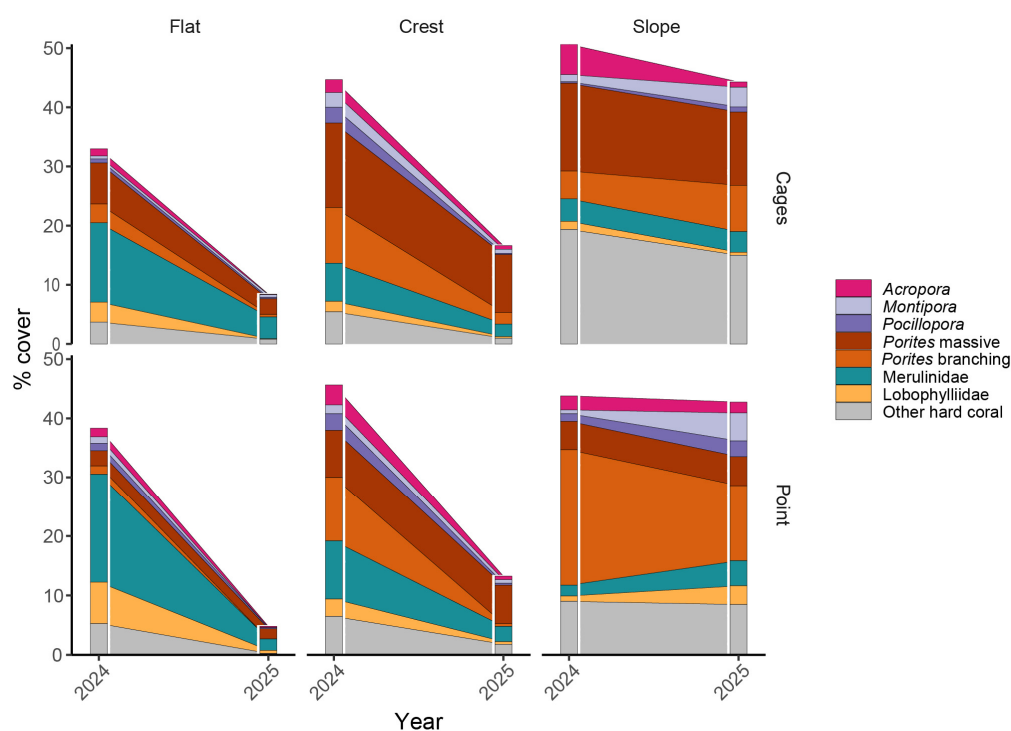 Flat
Crest
Slope
50
40
30
20
10
0
Cages
50
40
30
20
10
0
Point
% cover
2024
2025
2024
2025
2024
2025
Year
Acropora
Montipora
Pocillopora
Porites massive
Porites branching
Merulinidae
Lobophylliidae
Other hard coral